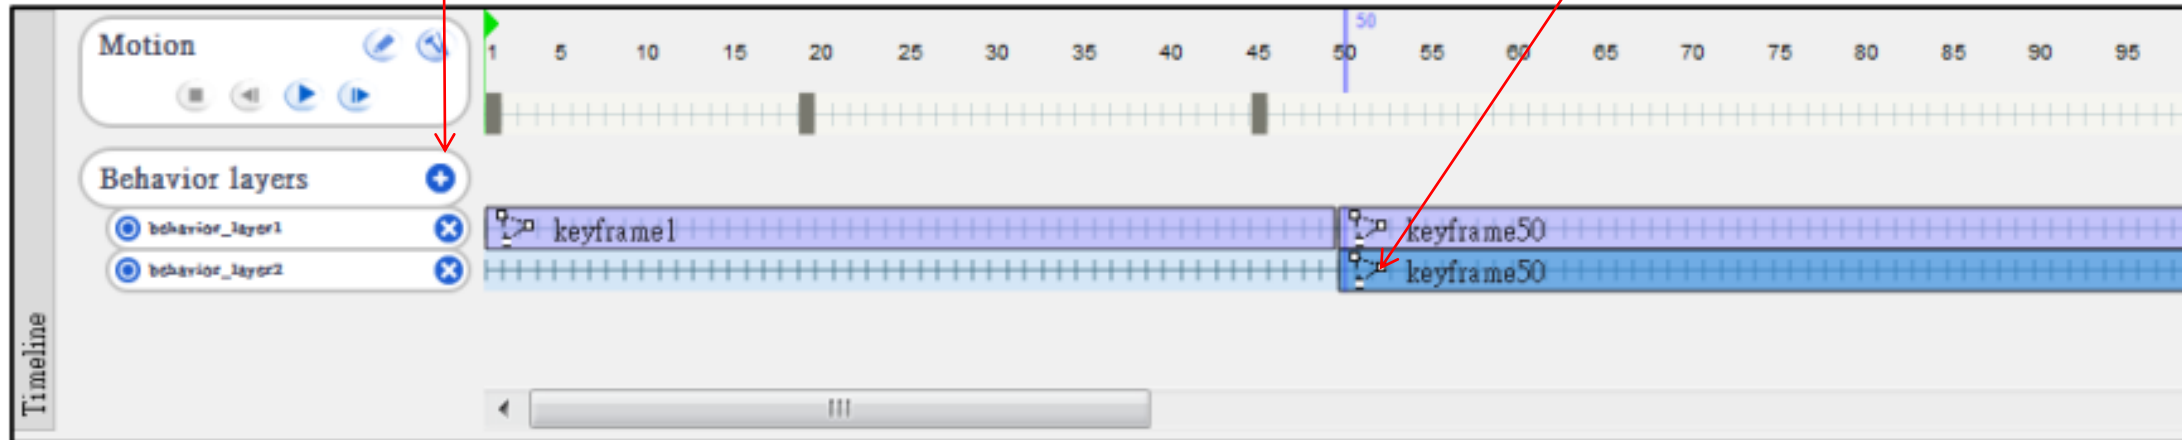 50
Motion
1 5 10 15 20 25 30 35 40 45 50 55 60 65 70 75 80 85 90 95
Behavior layers
behavior_layer1 keyframe1 keyframe50
behavior_layer2 keyframe50
Timeline